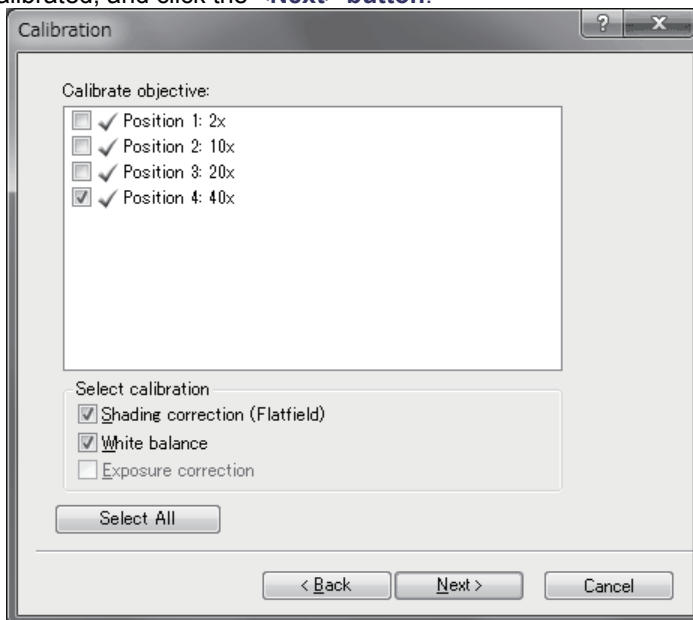 alibrated, and click the <Next> button.
Calibration
? x
Calibrate objective:
Position 1: 2x
Position 2: 10x
Position 3: 20x
Position 4: 40x
Select calibration
Shading correction (Flatfield)
White balance
Exposure correction
Select All
< Back Next > Cancel